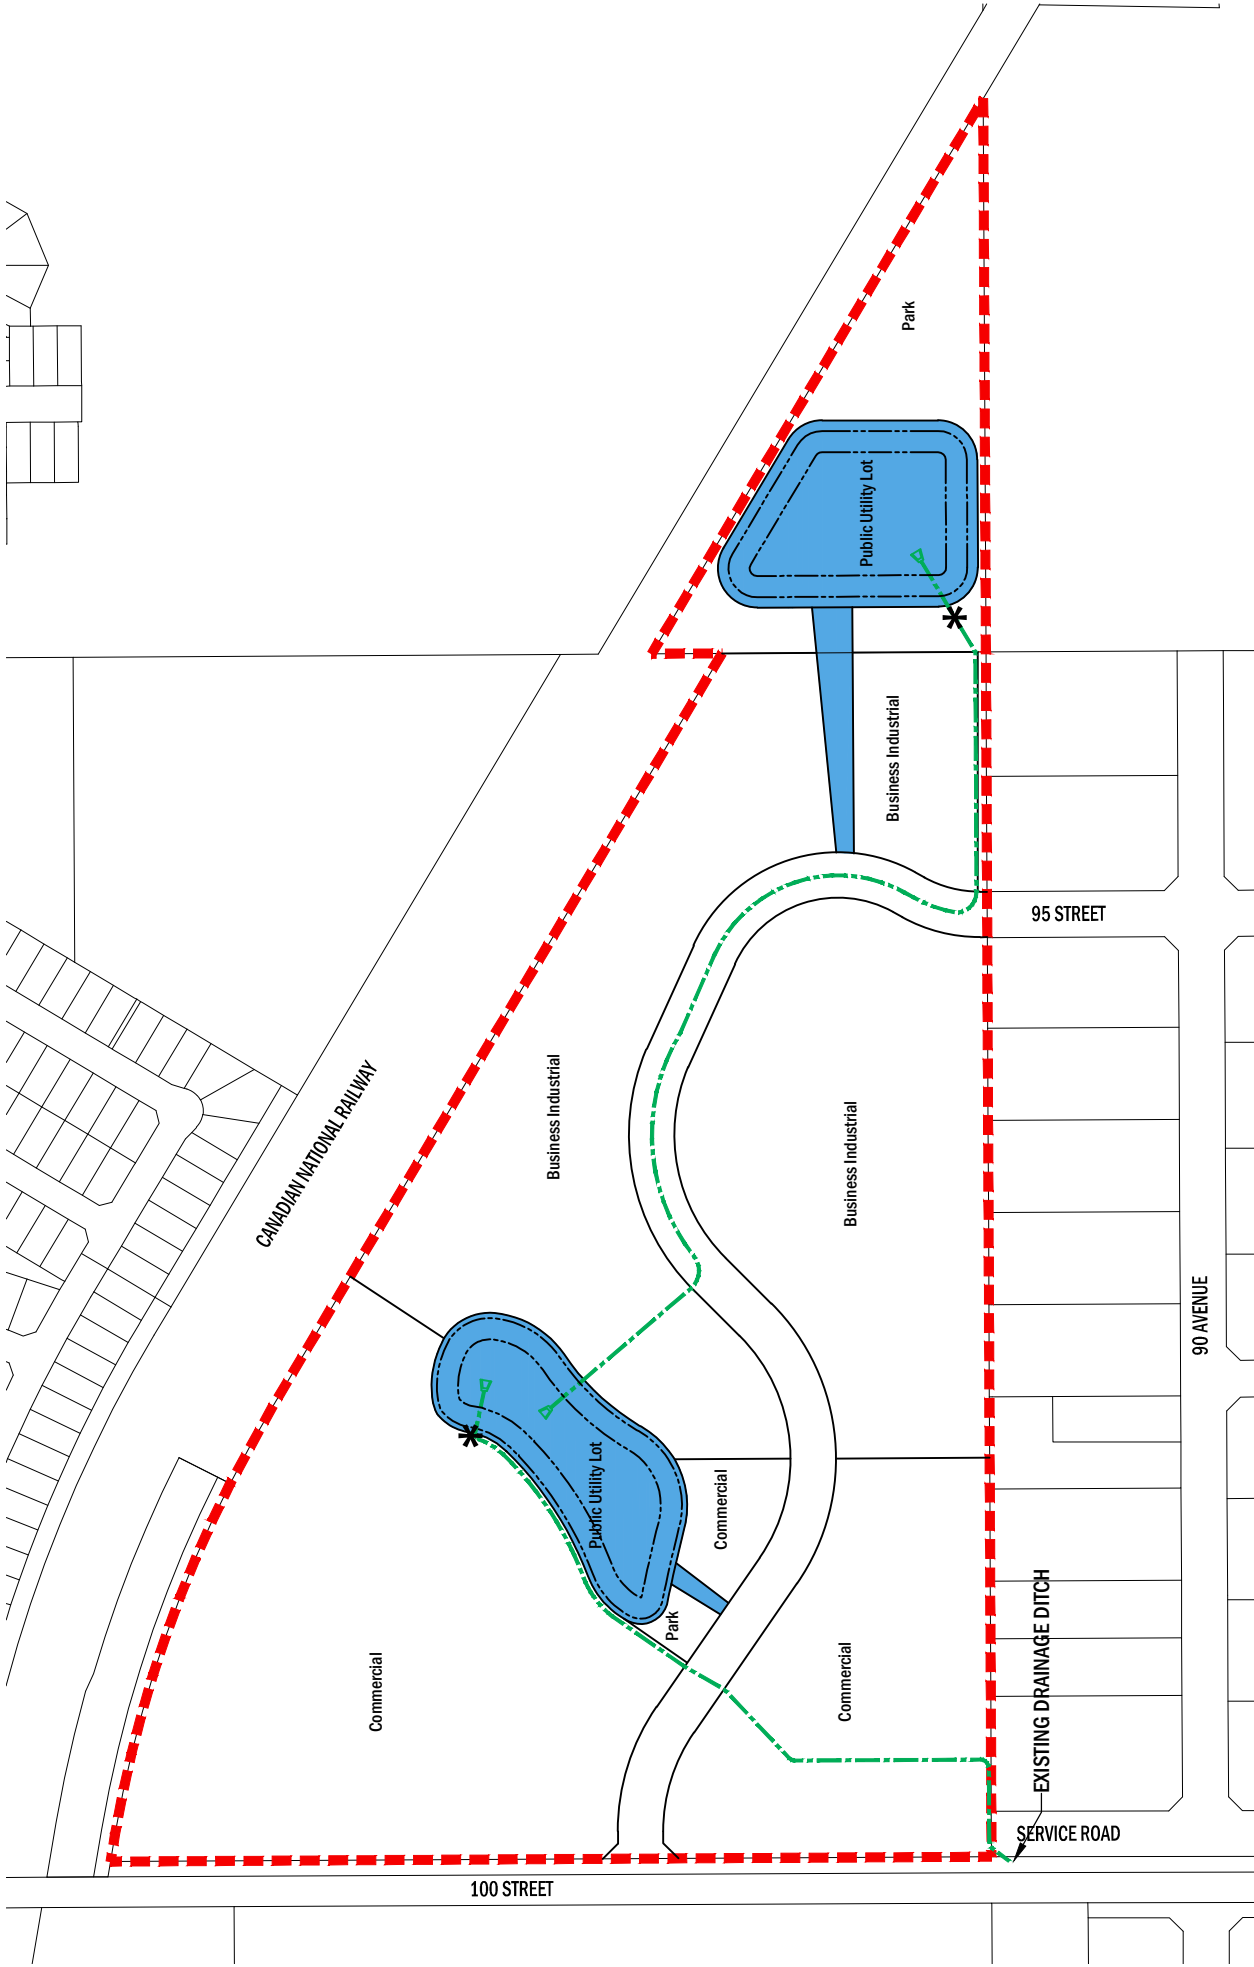 Park
Public Utility Lot
*
Business Industrial
95 STREET
CANADIAN NATIONAL RAILWAY
Business Industrial
Business Industrial
90 AVENUE
*
Public Utility Lot
Commercial
Park
Commercial
Commercial
EXISTING DRAINAGE DITCH
SERVICE ROAD
100 STREET